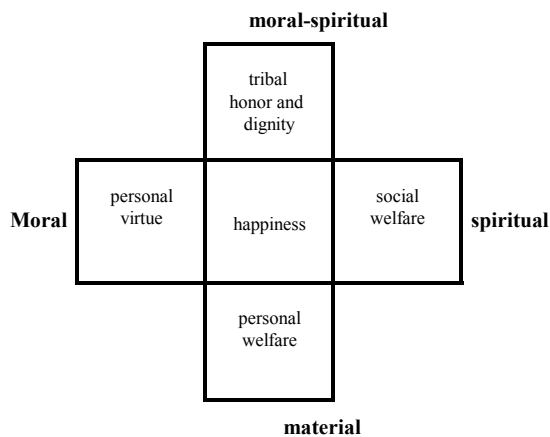 moral-spiritual
tribal
honor and
dignity
Moral
personal
virtue
happiness
social
welfare
spiritual
personal
welfare
material